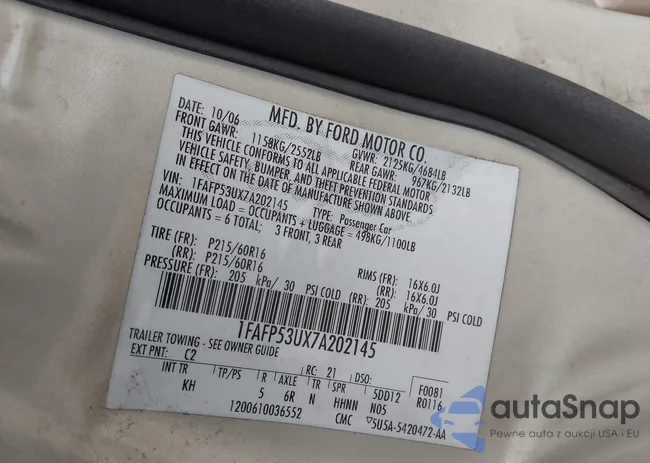 MFD. BY FORD MOTOR CO.
DATE: 10/06 GVWR: 2125KG/4684LB
FRONT GAWR: 1158KG/2552LB REAR GAWR: 967KG/2132LB
THIS VEHICLE CONFORMS TO ALL APPLICABLE FEDERAL MOTOR
VEHICLE SAFETY, BUMPER, AND THEFT PREVENTION STANDARDS
IN EFFECT ON THE DATE OF MANUFACTURE SHOWN ABOVE.
VIN: 1FAFP53UX7A202145 TYPE: Passenger Car
MAXIMUM LOAD = OCCUPANTS + LUGGAGE = 498KG/1100LB
OCCUPANTS = 6 TOTAL; 3 FRONT, 3 REAR
TIRE (FR): P215/60R16 RIMS (FR): 16X6.0J
(RR): P215/60R16 (RR): 16X6.0J
PRESSURE (FR): 205 kPa/ 30 PSI COLD (RR): 205 kPa/ 30 PSI COLD
1FAFP53UX7A202145
TRAILER TOWING - SEE OWNER GUIDE
EXT PNT: C2 RC: 21 DSO: F0081
INT TR TP/PS R AXLE TR SPR 5DD12 R0116
KH 5 6R N HHNN N05
1200610036552 CMC ▽5U5A-5420472-AA
autoSnap
Pewne auto z aukcji USA i EU